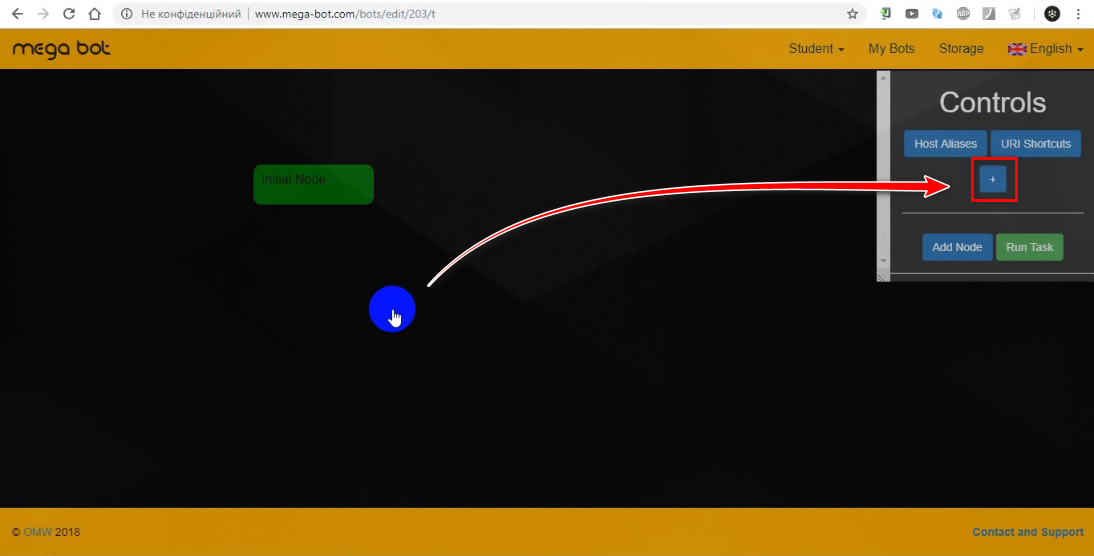 Не конфіденційний | www.mega-bot.com/bots/edit/203/t
ABP
mega bot
Student My Bots Storage English
Controls
Host Aliases URI Shortcuts
+
Initial Node
Add Node Run Task
© OMW 2018
Contact and Support